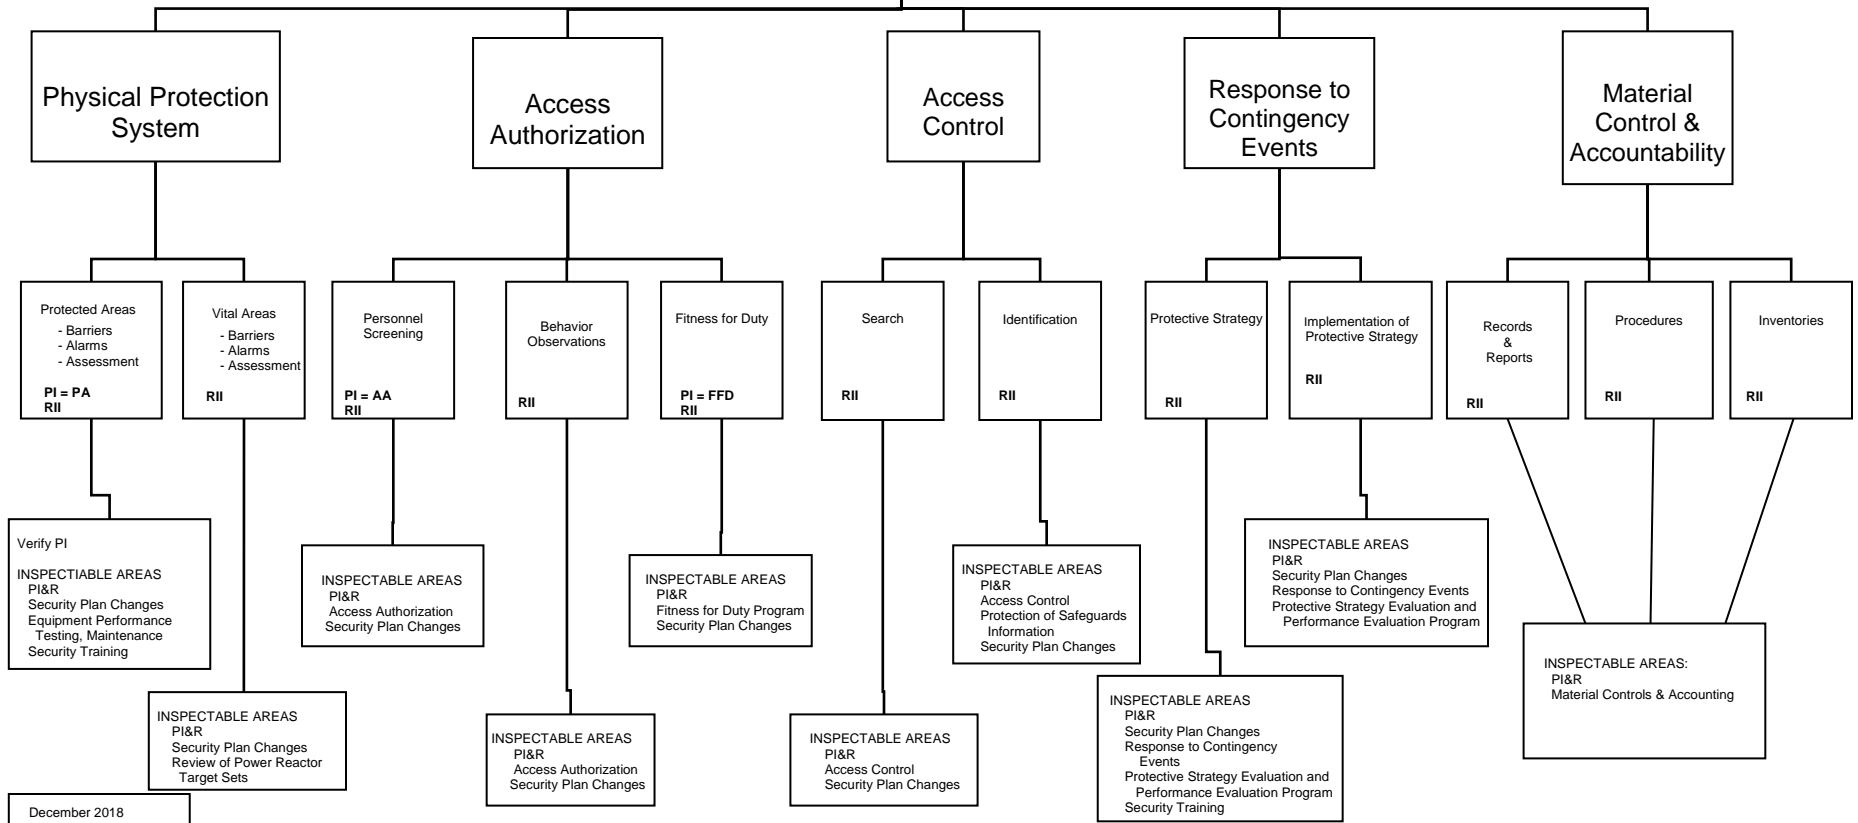 Physical Protection
System
Access
Authorization
Access
Control
Response to
Contingency
Events
Material
Control &
Accountability
Protected Areas
- Barriers
- Alarms
- Assessment
PI = PA
RII
Vital Areas
- Barriers
- Alarms
- Assessment
RII
Personnel
Screening
PI = AA
RII
Behavior
Observations
RII
Fitness for Duty
PI = FFD
RII
Search
RII
Identification
RII
Protective Strategy
RII
Implementation of
Protective Strategy
RII
Records
&
Reports
RII
Procedures
RII
Inventories
RII
Verify PI
INSPECTIABLE AREAS
PI&R
Security Plan Changes
Equipment Performance
Testing, Maintenance
Security Training
INSPECTABLE AREAS
PI&R
Security Plan Changes
Review of Power Reactor
Target Sets
INSPECTABLE AREAS
PI&R
Access Authorization
Security Plan Changes
INSPECTABLE AREAS
PI&R
Access Authorization
Security Plan Changes
INSPECTABLE AREAS
PI&R
Fitness for Duty Program
Security Plan Changes
INSPECTABLE AREAS
PI&R
Access Control
Security Plan Changes
INSPECTABLE AREAS
PI&R
Access Control
Protection of Safeguards
Information
Security Plan Changes
INSPECTABLE AREAS
PI&R
Security Plan Changes
Response to Contingency
Events
Protective Strategy Evaluation and
Performance Evaluation Program
Security Training
INSPECTABLE AREAS
PI&R
Security Plan Changes
Response to Contingency Events
Protective Strategy Evaluation and
Performance Evaluation Program
INSPECTABLE AREAS:
PI&R
Material Controls & Accounting
December 2018